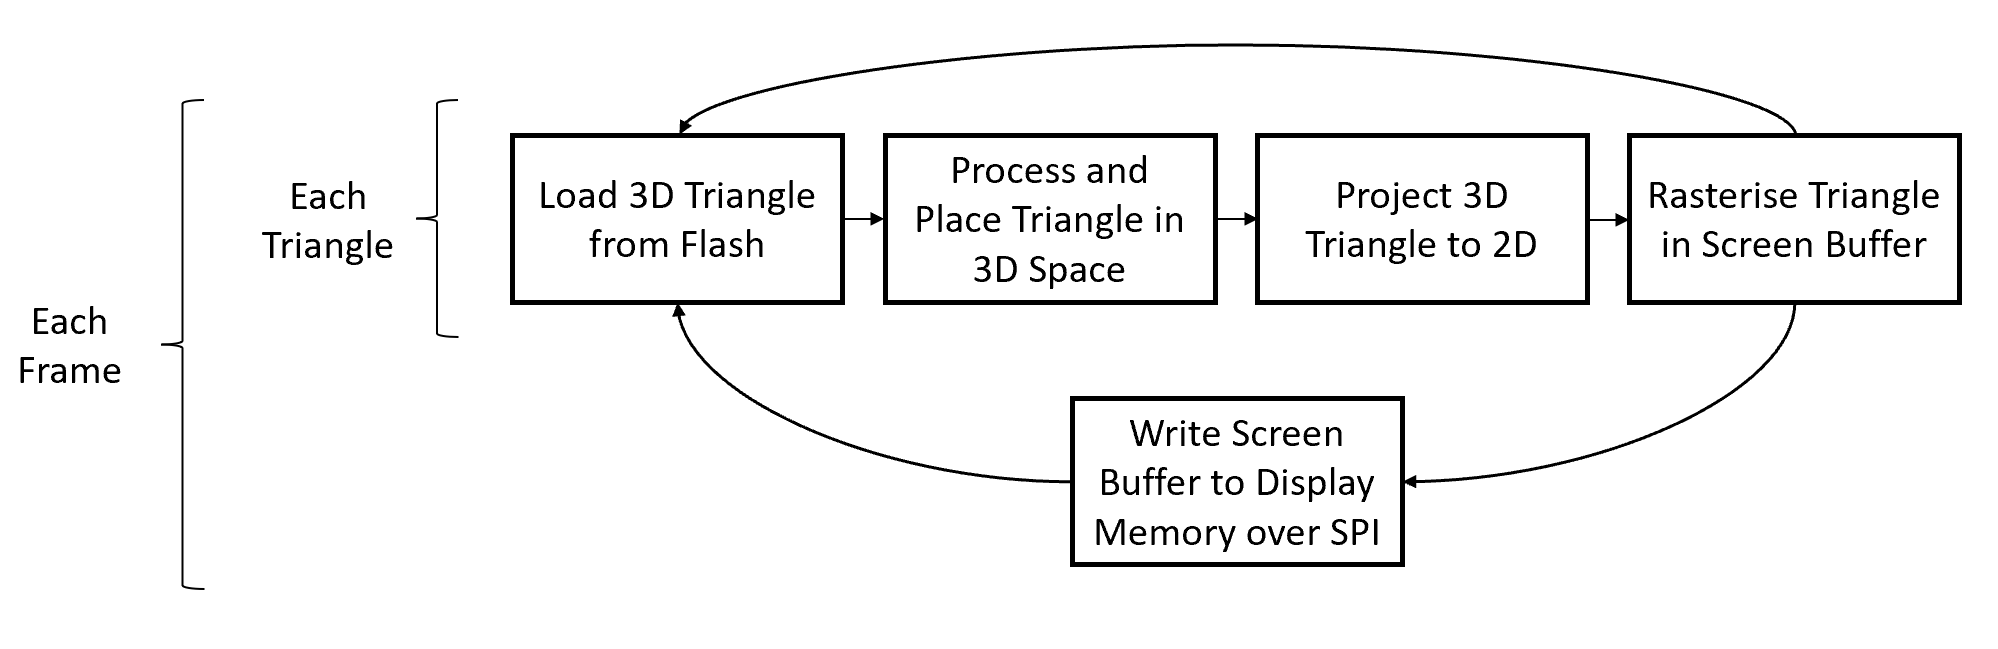 Each
Frame
Each
Triangle
Load 3D Triangle
from Flash
Process and
Place Triangle in
3D Space
Project 3D
Triangle to 2D
Rasterise Triangle
in Screen Buffer
Write Screen
Buffer to Display
Memory over SPI